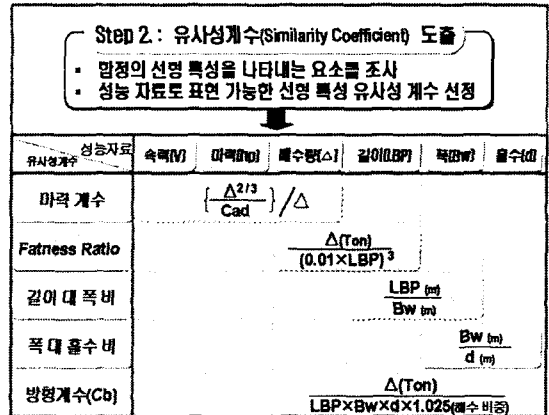 Step 2.: 유사성계수(Similarity Coefficient) 도출
▪ 함정의 선형 특성을 나타내는 요소를 조사
▪ 성능 자료로 표현 가능한 선형 특성 유사성 계수 선정
성능자료
유사성계수
속력(V) 마력(hp) 배수량(△) 길이(LBP) 폭(Bw) 흘수(d)
마력 계수 { △2/3 / Cad } / △
Fatness Ratio △(Ton) / (0.01×LBP)3
길이 대 폭 비 LBP (m) / Bw (m)
폭 대 흘수 비 Bw (m) / d (m)
방형계수(Cb) △(Ton) / LBP×Bw×d×1.025(해수 비중)